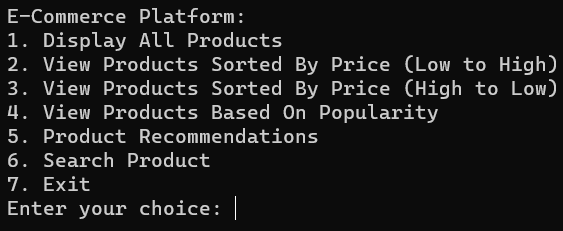 E-Commerce Platform:
1. Display All Products
2. View Products Sorted By Price (Low to High)
3. View Products Sorted By Price (High to Low)
4. View Products Based On Popularity
5. Product Recommendations
6. Search Product
7. Exit
Enter your choice: